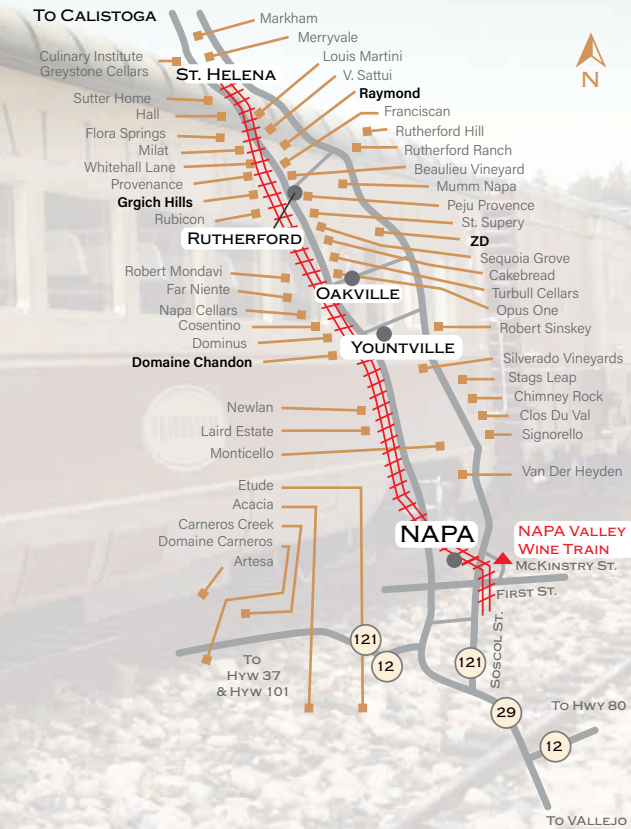 To Calistoga
Markham
Merryvale
Culinary Institute
Greystone Cellars
Louis Martini
St. Helena
V. Sattui
Raymond
Sutter Home
Hall
Franciscan
Flora Springs
Rutherford Hill
Milat
Rutherford Ranch
Whitehall Lane
Beaulieu Vineyard
Provenance
Mumm Napa
Grgich Hills
Peju Provence
Rubicon
St. Supery
Rutherford
ZD
Sequoia Grove
Robert Mondavi
Cakebread
Far Niente
Oakville
Turbull Cellars
Napa Cellars
Opus One
Cosentino
Robert Sinskey
Dominus
Yountville
Domaine Chandon
Silverado Vineyards
Stags Leap
Chimney Rock
Newlan
Clos Du Val
Laird Estate
Signorello
Monticello
Van Der Heyden
Etude
Acacia
Carneros Creek
Domaine Carneros
Artesa
NAPA
Napa Valley
Wine Train
McKinstry St.
First St.
Soscol St.
121
12
121
To
Hyw 37
& Hyw 101
29
To Hwy 80
12
To VAllejo
N